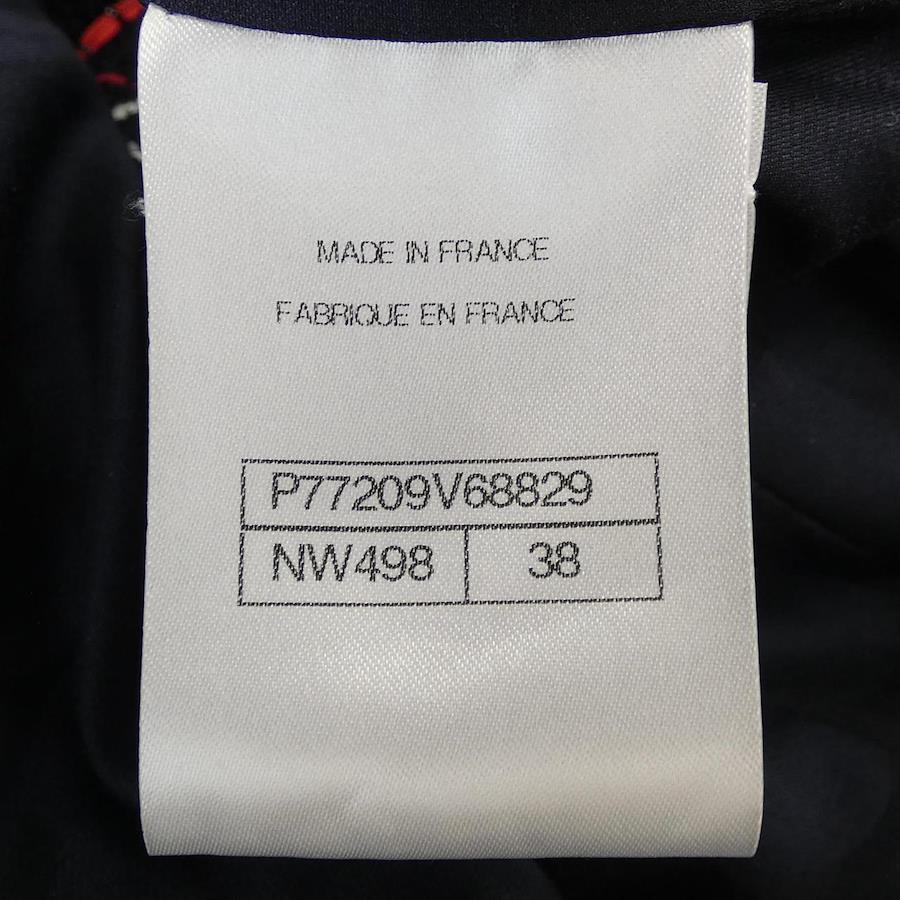 MADE IN FRANCE
FABRIQUE EN FRANCE
P77209V68829
NW498 38